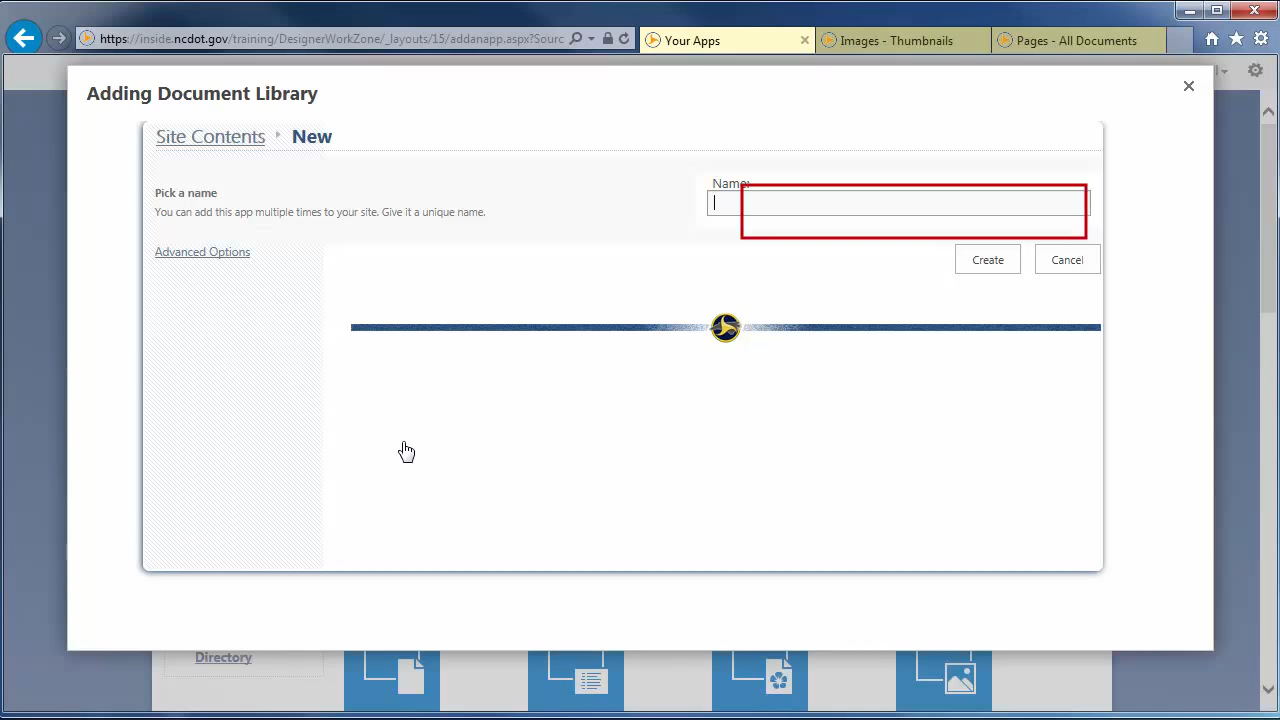 https://inside.ncdot.gov/training/DesignerWorkZone/_layouts/15/addanapp.aspx?Sourc
Your Apps
Images - Thumbnails
Pages - All Documents
Adding Document Library
Site Contents New
Pick a name
You can add this app multiple times to your site. Give it a unique name.
Name:
Advanced Options
Create
Cancel
Directory